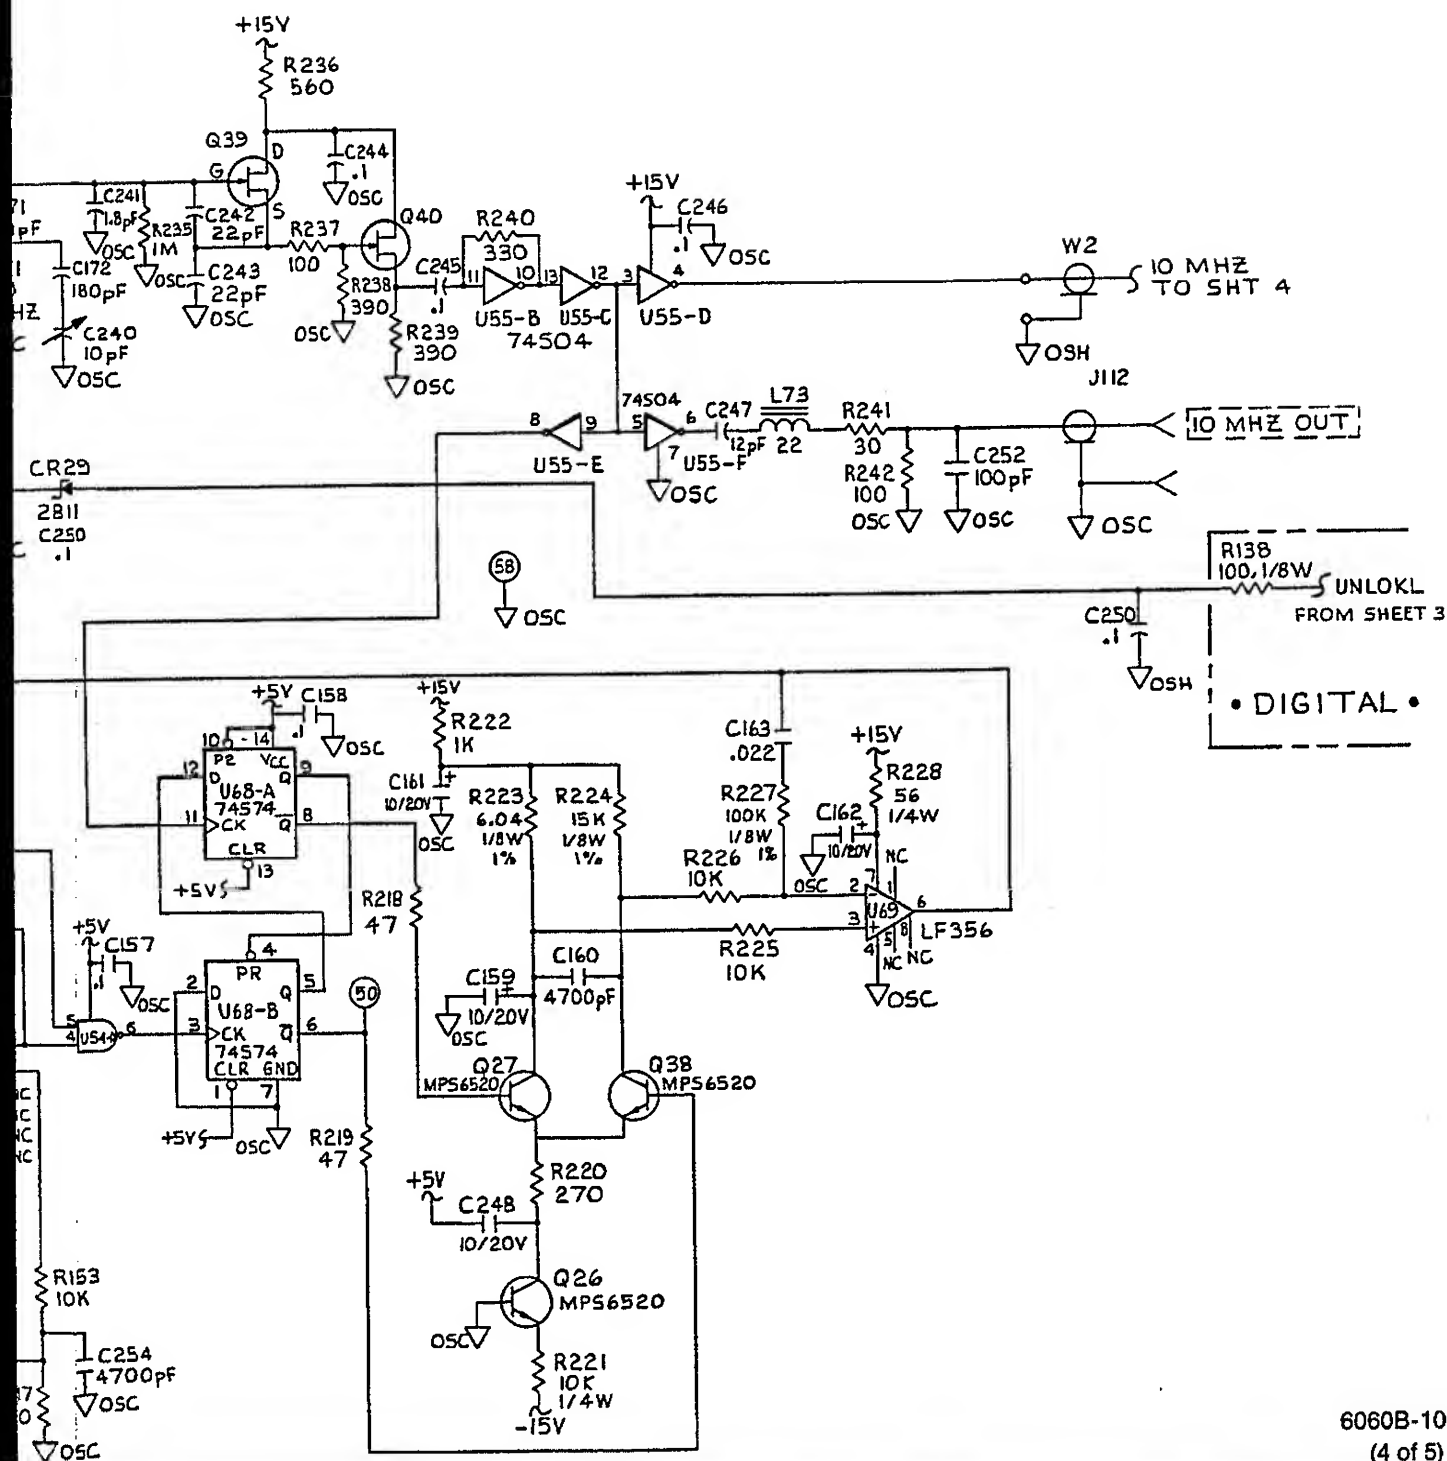 +15V
R236
560
Q39
D
G
S
C244
.1
OSC
C241
1.8pF
OSC
R235
1M
OSC
C242
22pF
C243
22pF
OSC
pF
C172
180pF
HZ
C240
10pF
OSC
R237
100
Q40
R238
390
OSC
R239
390
OSC
C245
.1
R240
330
11
10
U55-B
74S04
13
12
U55-C
+15V
C246
.1
OSC
3
4
U55-D
W2
10 MHZ
TO SHT 4
OSH
J112
8
9
U55-E
74S04
5
6
7
U55-F
OSC
C247
12pF
L73
22
R241
30
R242
100
OSC
C252
100pF
OSC
OSC
10 MHZ OUT
CR29
2811
C250
.1
58
OSC
R138
100,1/8W
UNLOKL
FROM SHEET 3
C250
.1
OSH
• DIGITAL •
+5V
C158
.1
OSC
10
14
P2
VCC
12
D
Q
9
U68-A
74S74
11
CK
Q
8
CLR
13
+5V
+15V
R222
1K
C161
+
10/20V
OSC
R223
6.04
1/8W
1%
R224
15K
1/8W
1%
C163
.022
R227
100K
1/8W
1%
+15V
R228
56
1/4W
C162
+
10/20V
OSC
R226
10K
R225
10K
NC
7
1
2
-
U69
6
3
+
5
8
4
NC
NC
LF356
OSC
R218
47
+5V
C157
.1
OSC
4
PR
2
D
Q
5
U68-B
3
CK
Q
6
74S74
CLR
GND
1
7
+5V
OSC
5
4
6
50
C159
+
10/20V
OSC
C160
4700pF
Q27
MPS6520
Q38
MPS6520
R219
47
R220
270
+5V
C248
10/20V
Q26
MPS6520
OSC
R221
10K
1/4W
-15V
NC
NC
NC
NC
R153
10K
C254
4700pF
OSC
OSC
6060B-10
(4 of 5)